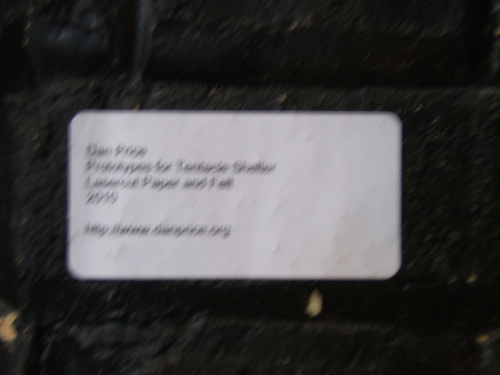 Dan Price
Prototypes for Tentacle Shelter
Lasercut Paper and Felt
2010
http://www.danprice.org